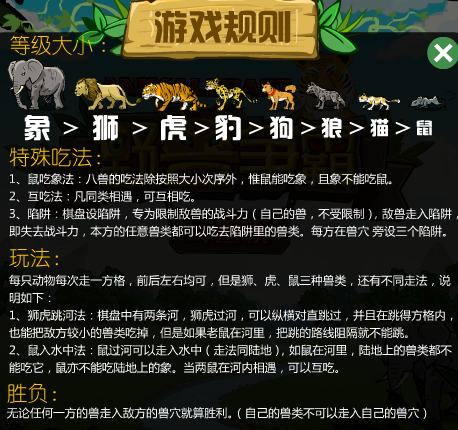 游戏规则
等级大小：
象 > 狮 > 虎 > 豹 > 狗 > 狼 > 猫 > 鼠
特殊吃法：
1、鼠吃象法：八兽的吃法除按照大小次序外，惟鼠能吃象，且象不能吃鼠。
2、互吃法：凡同类相遇，可互相吃。
3、陷阱：棋盘设陷阱，专为限制敌兽的战斗力（自己的兽，不受限制），敌兽走入陷阱，
即失去战斗力，本方的任意兽类都可以吃去陷阱里的兽类。每方在兽穴 旁设三个陷阱。
玩法：
每只动物每次走一方格，前后左右均可，但是狮、虎、鼠三种兽类，还有不同走法，说
明如下：
1、狮虎跳河法：棋盘中有两条河，狮虎过河，可以纵横对直跳过，并且在跳得方格内，
也能把敌方较小的兽类吃掉，但是如果老鼠在河里，把跳的路线阻隔就不能跳。
2、鼠入水中法：鼠过河可以走入水中（走法同陆地），如鼠在河里，陆地上的兽类都不
能吃它，鼠亦不能吃陆地上的象。当两鼠在河内相遇，可以互吃。
胜负：
无论任何一方的兽走入敌方的兽穴就算胜利。（自己的兽类不可以走入自己的兽穴）